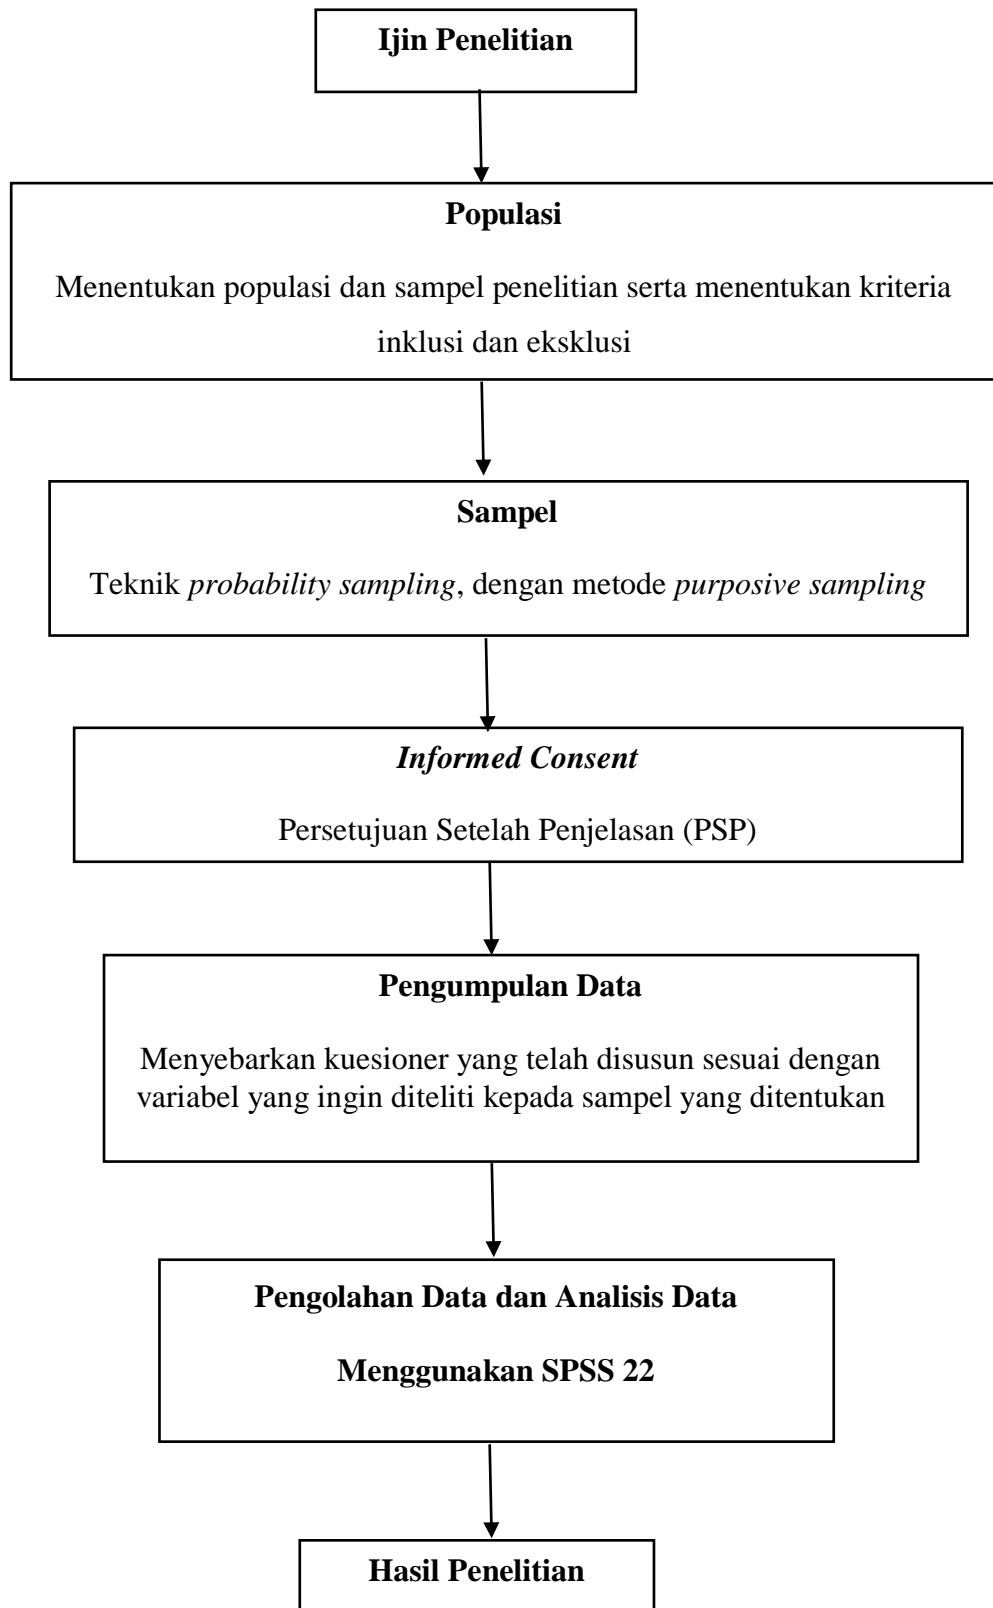 Ijin Penelitian
Populasi
Menentukan populasi dan sampel penelitian serta menentukan kriteria
inklusi dan eksklusi
Sampel
Teknik probability sampling, dengan metode purposive sampling
Informed Consent
Persetujuan Setelah Penjelasan (PSP)
Pengumpulan Data
Menyebarkan kuesioner yang telah disusun sesuai dengan
variabel yang ingin diteliti kepada sampel yang ditentukan
Pengolahan Data dan Analisis Data
Menggunakan SPSS 22
Hasil Penelitian